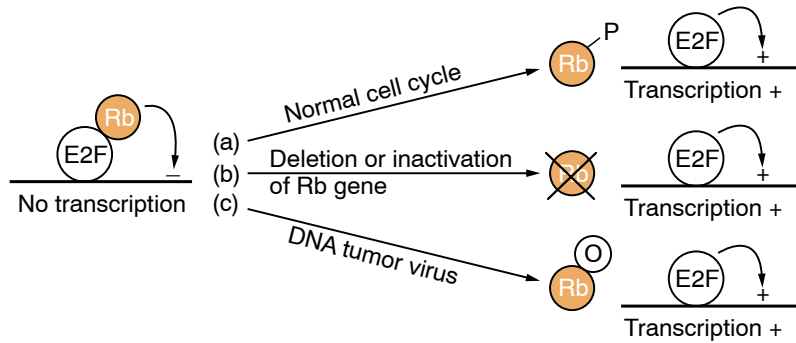 Rb
E2F
–
No transcription
(a)
Normal cell cycle
Rb
P
E2F
+
Transcription +
(b)
Deletion or inactivation
of Rb gene
Rb
E2F
+
Transcription +
(c)
DNA tumor virus
O
Rb
E2F
+
Transcription +